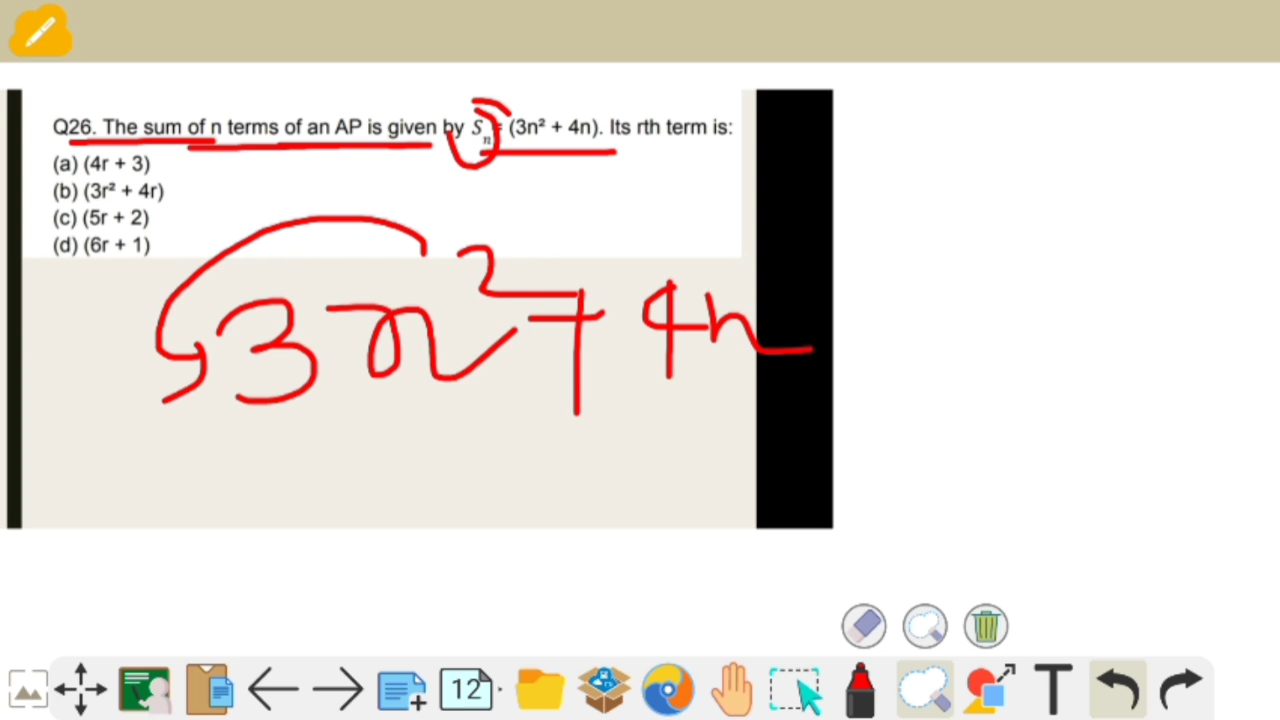 Q26. The sum of n terms of an AP is given by Sₙ = (3n² + 4n). Its rth term is:
(a) (4r + 3)
(b) (3r² + 4r)
(c) (5r + 2)
(d) (6r + 1)
3n² + 4n
12
T